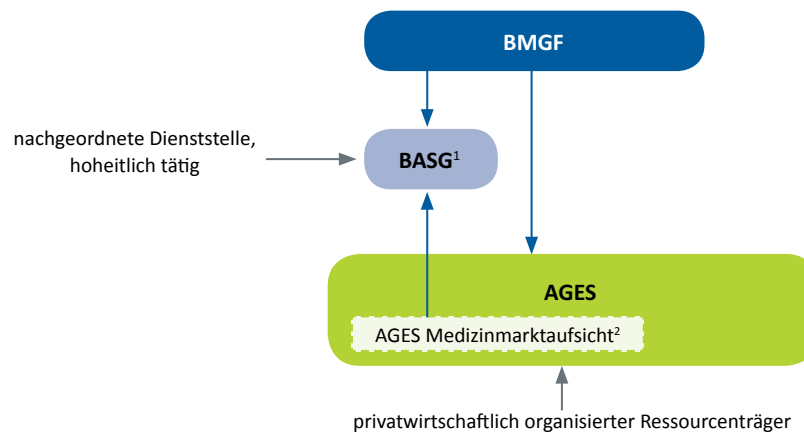 BMGF
nachgeordnete Dienststelle,
hoheitlich tätig
BASG¹
AGES
AGES Medizinmarktaufsicht²
privatwirtschaftlich organisierter Ressourcenträger